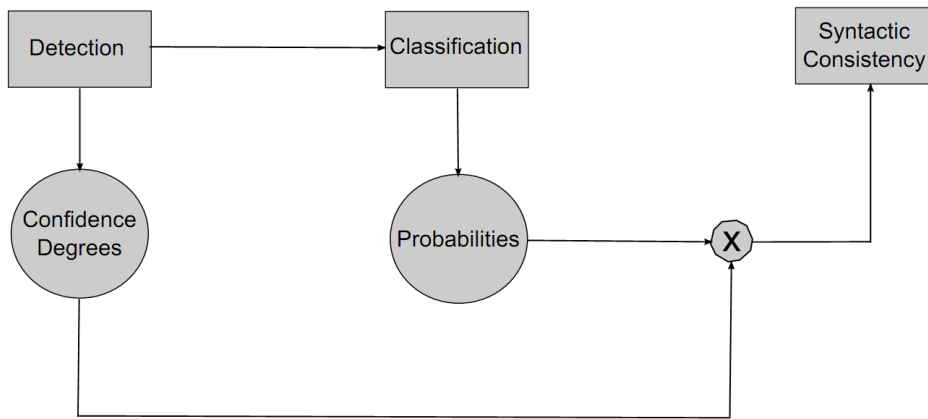 Detection
Classification
Syntactic
Consistency
Confidence
Degrees
Probabilities
X